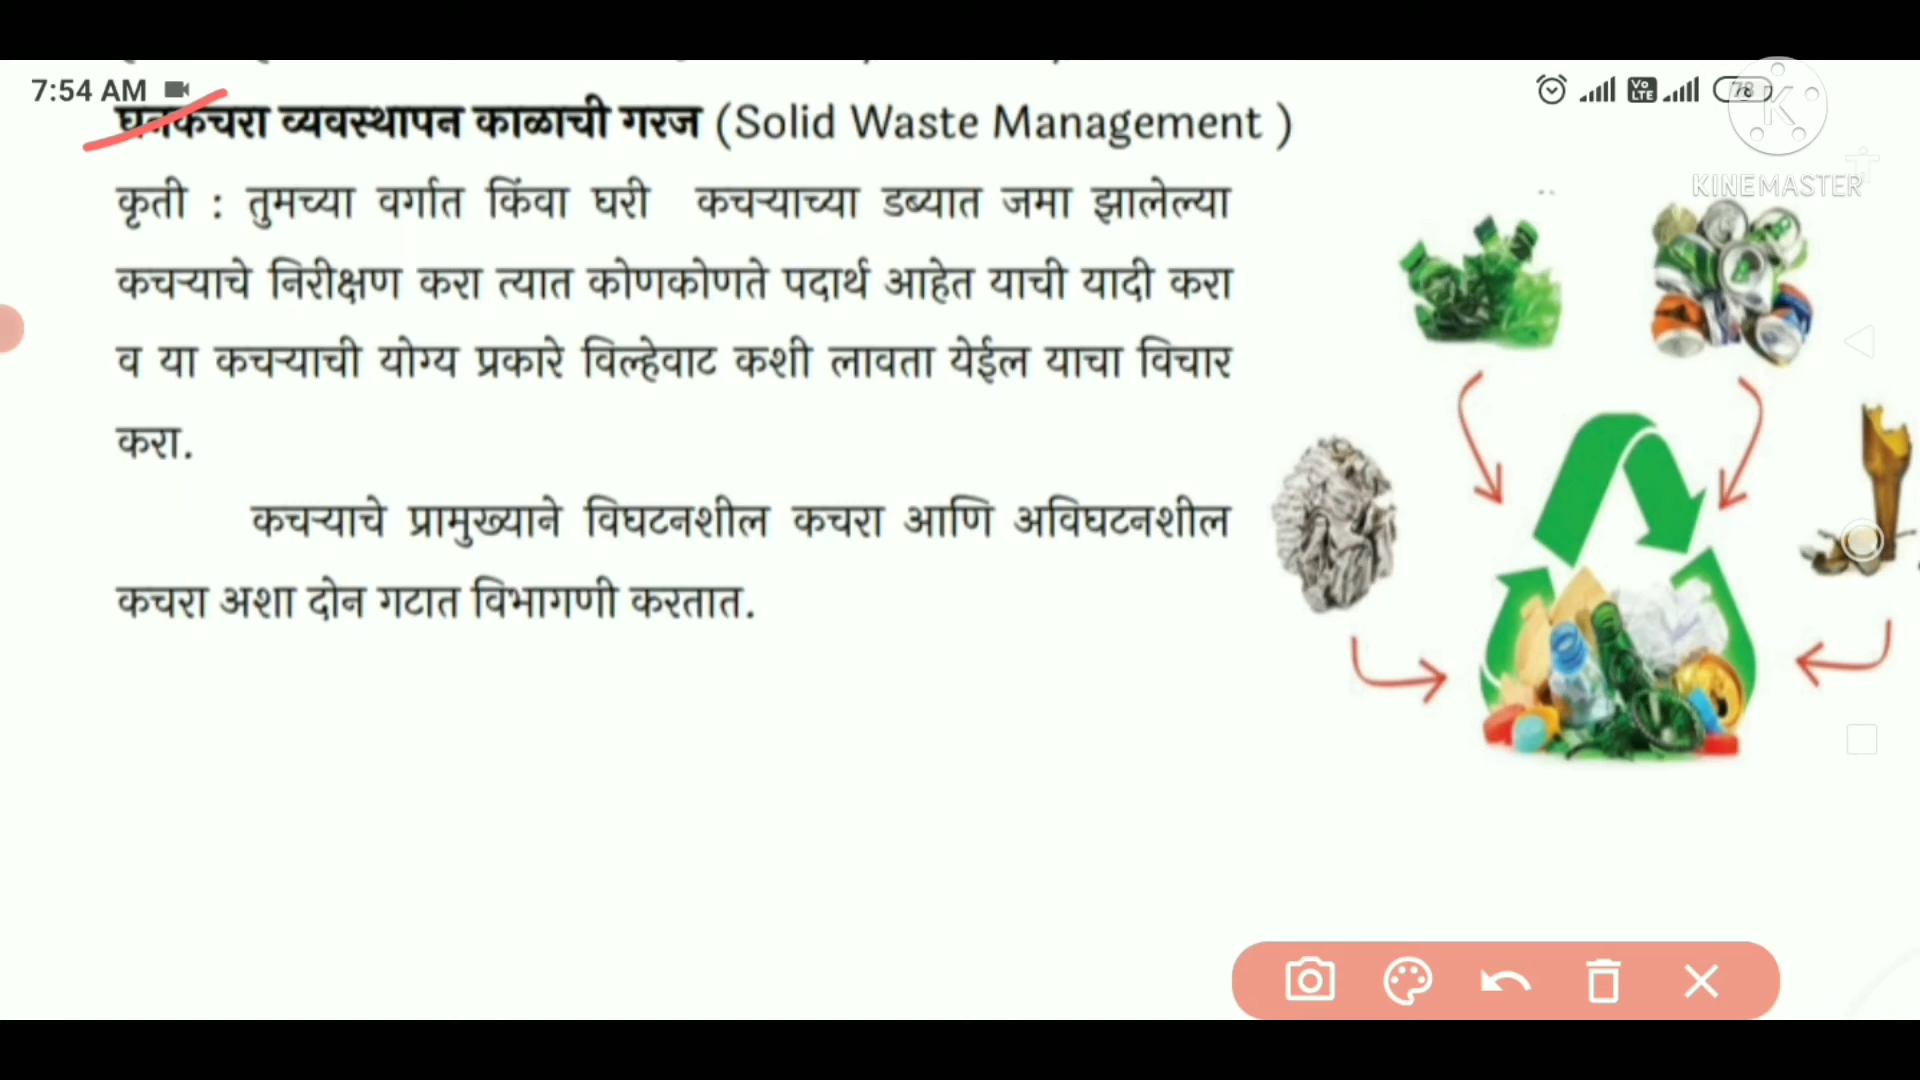 7:54 AM
Vo LTE
78
K
KINEMASTER
घनकचरा व्यवस्थापन काळाची गरज (Solid Waste Management )
कृती : तुमच्या वर्गात किंवा घरी कचऱ्याच्या डब्यात जमा झालेल्या
कचऱ्याचे निरीक्षण करा त्यात कोणकोणते पदार्थ आहेत याची यादी करा
व या कचऱ्याची योग्य प्रकारे विल्हेवाट कशी लावता येईल याचा विचार
करा.
कचऱ्याचे प्रामुख्याने विघटनशील कचरा आणि अविघटनशील
कचरा अशा दोन गटात विभागणी करतात.